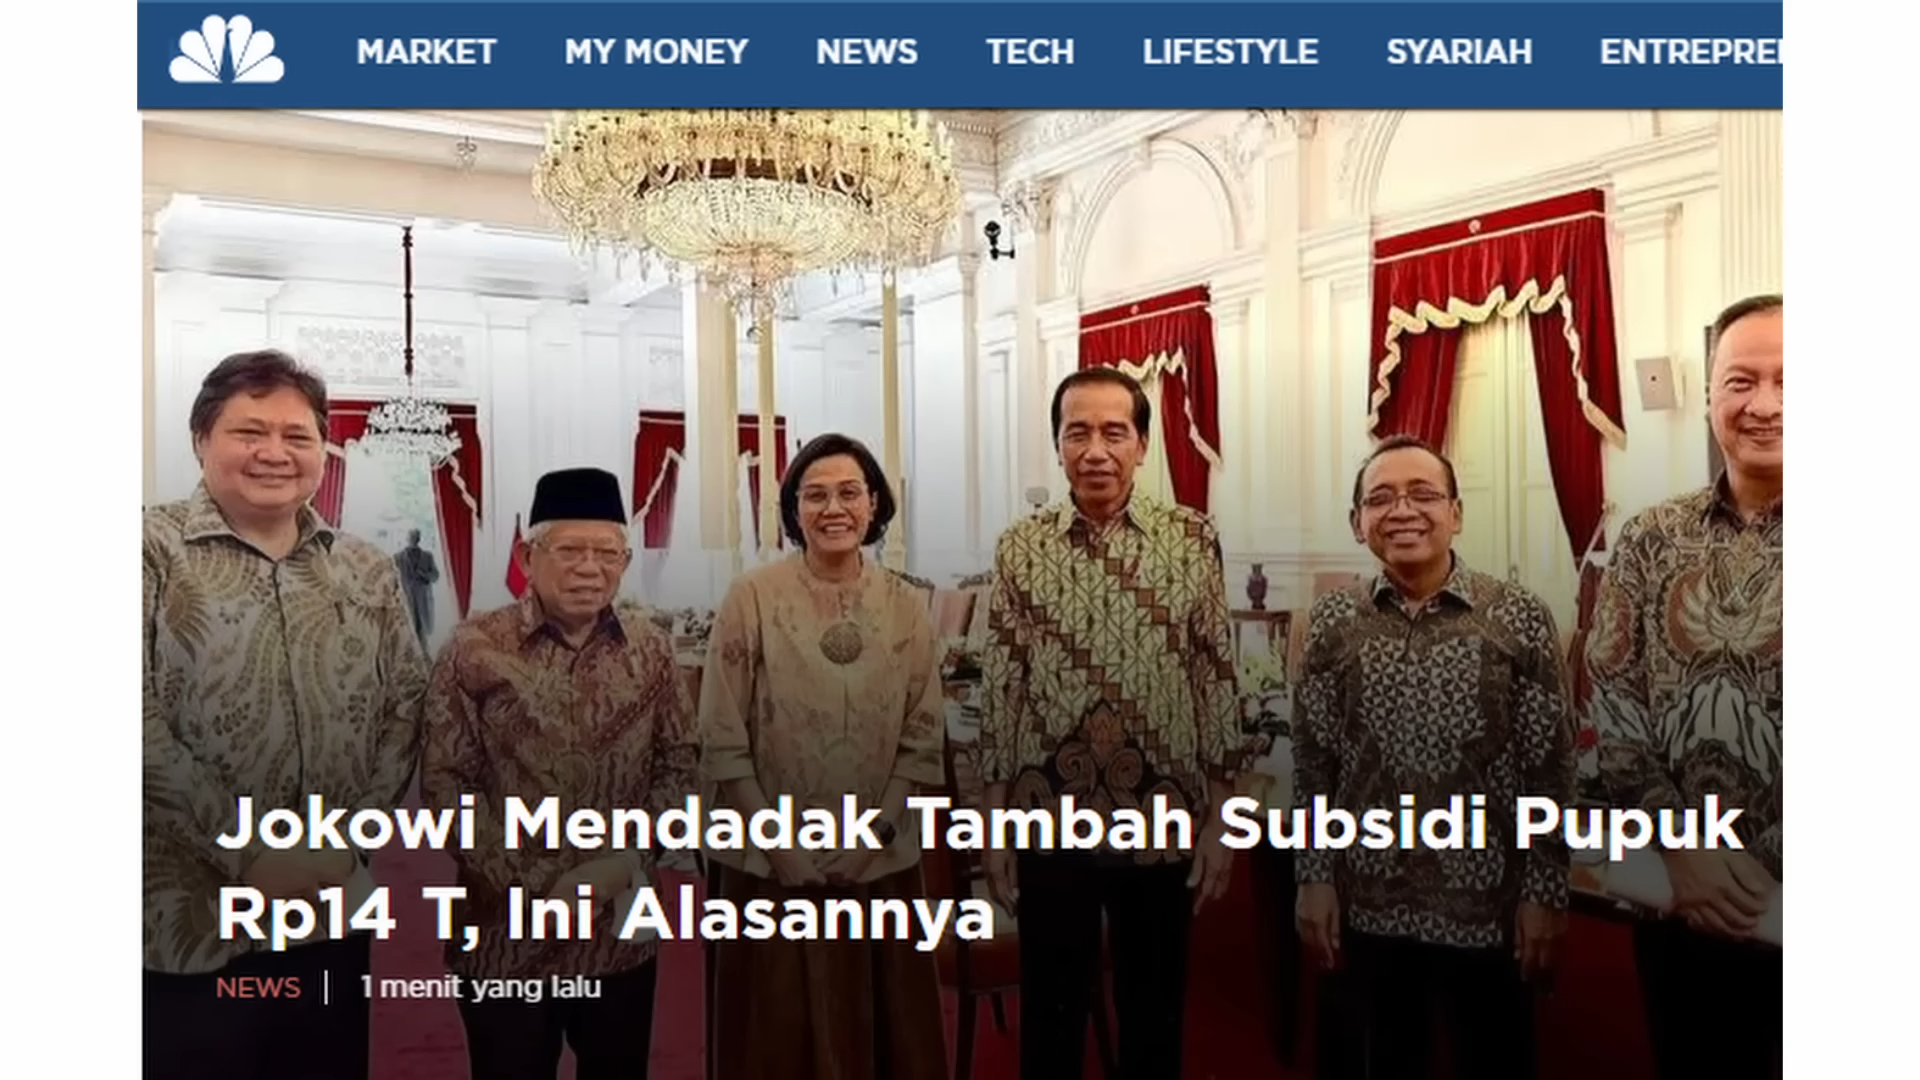 MARKET MY MONEY NEWS TECH LIFESTYLE SYARIAH ENTREPRE
Jokowi Mendadak Tambah Subsidi Pupuk
Rp14 T, Ini Alasannya
NEWS | 1 menit yang lalu